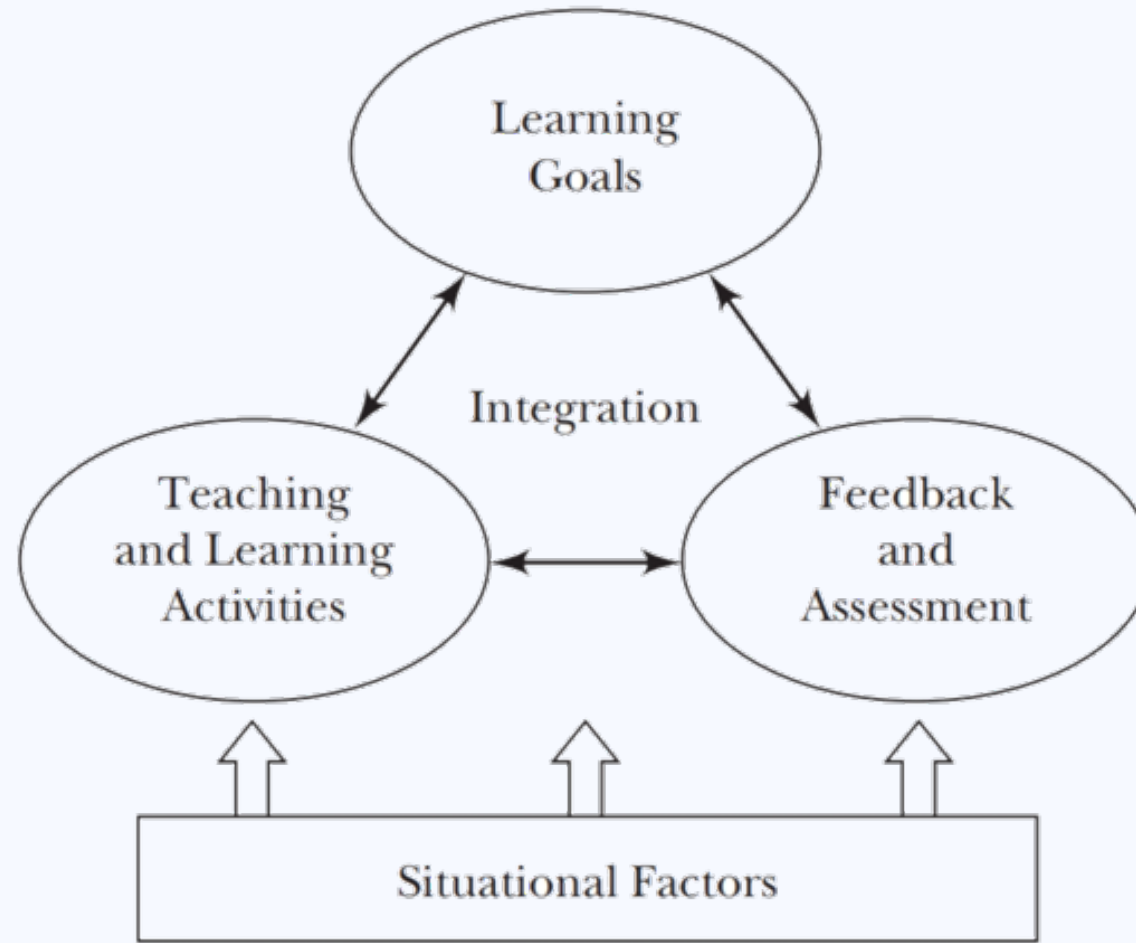 Learning
Goals
Integration
Teaching
and Learning
Activities
Feedback
and
Assessment
Situational Factors